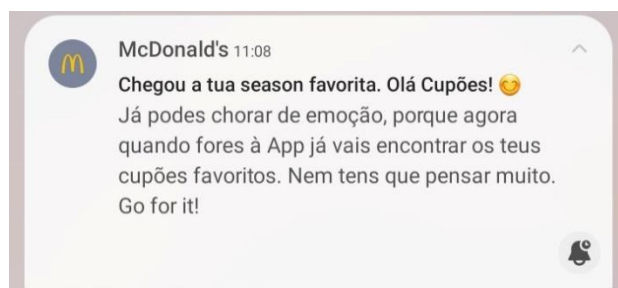 McDonald's 11:08
Chegou a tua season favorita. Olá Cupões! 😊
Já podes chorar de emoção, porque agora
quando fores à App já vais encontrar os teus
cupões favoritos. Nem tens que pensar muito.
Go for it!